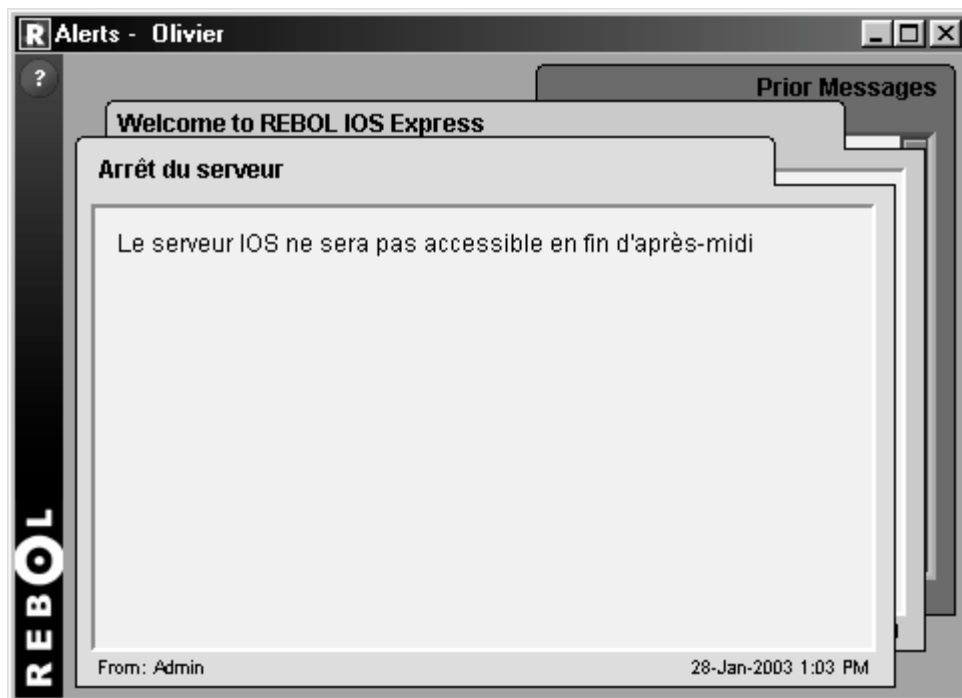 R Alerts - Olivier
?
Prior Messages
Welcome to REBOL IOS Express
Arrêt du serveur
Le serveur IOS ne sera pas accessible en fin d'après-midi
From: Admin
28-Jan-2003 1:03 PM
REBOL